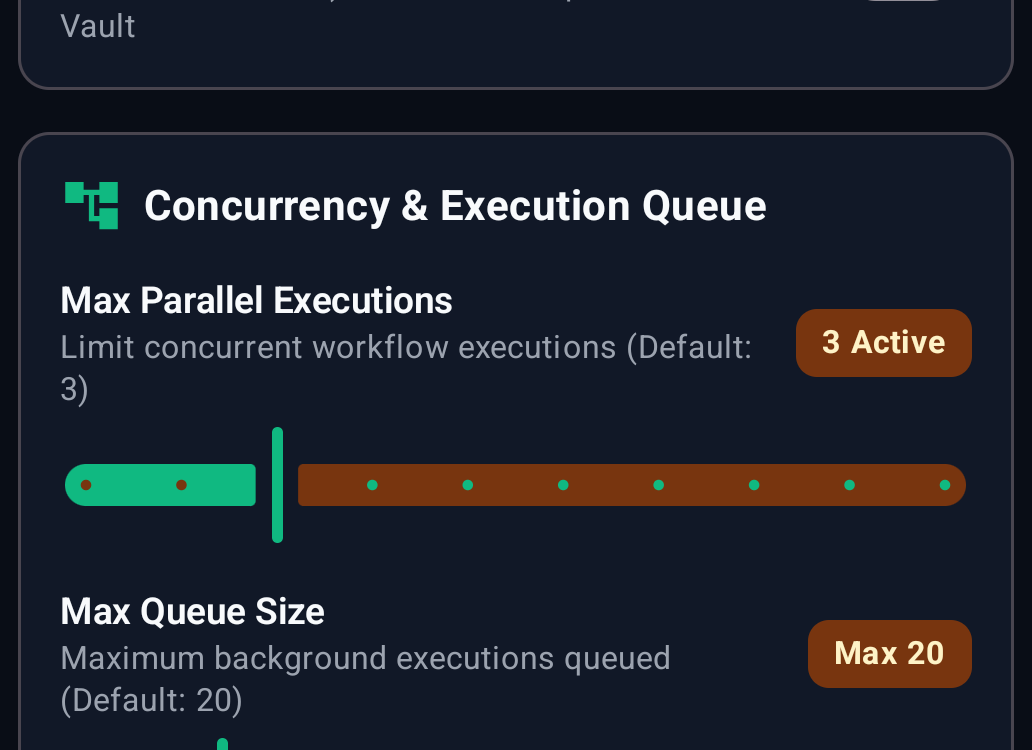 Vault
Concurrency & Execution Queue
Max Parallel Executions
Limit concurrent workflow executions (Default:
3)
3 Active
Max Queue Size
Maximum background executions queued
(Default: 20)
Max 20